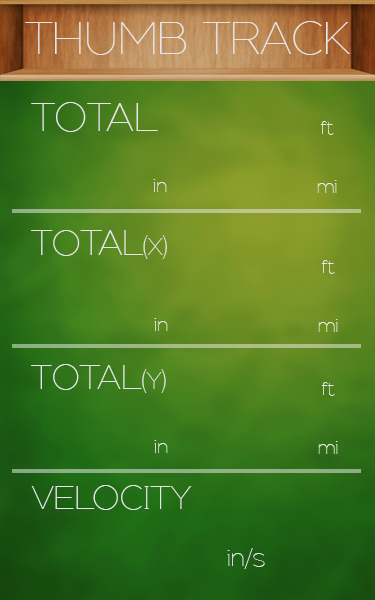 THUMB TRACK
TOTAL
ft
in mi
TOTAL(X)
ft
in mi
TOTAL(Y)
ft
in mi
VELOCITY
in/s